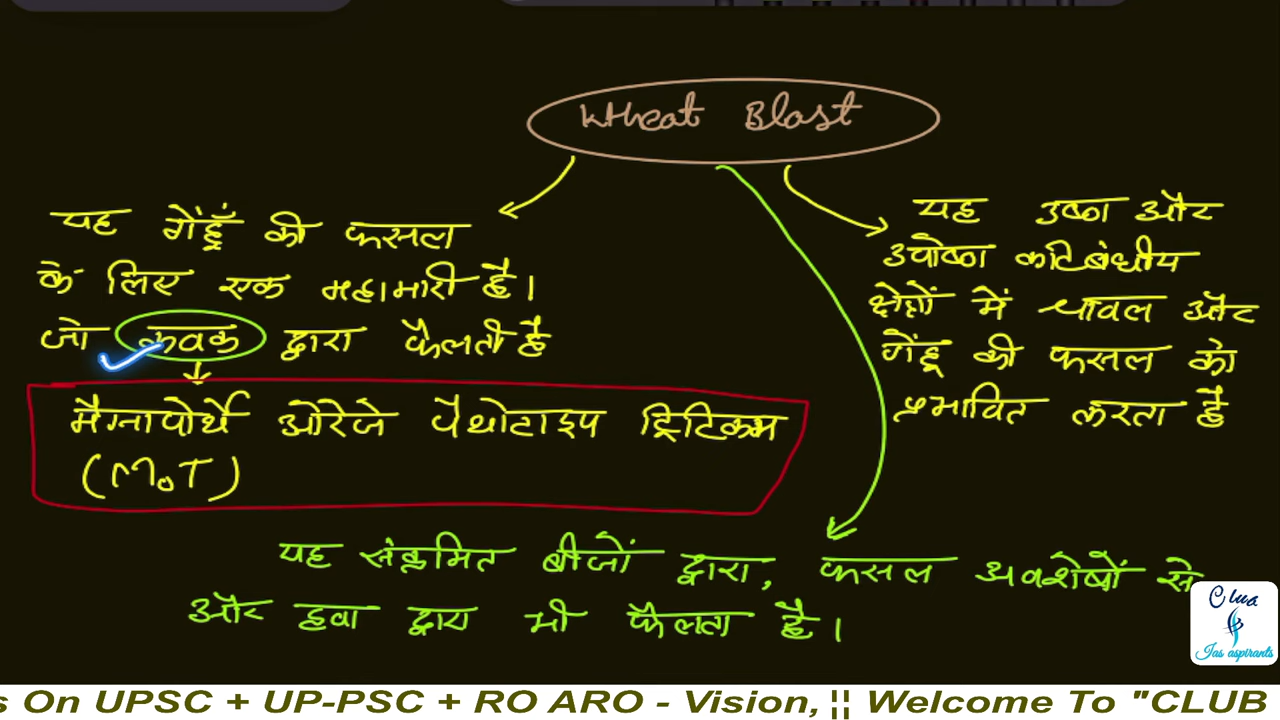 Wheat Blast
यह गेंहूँ की फसल
के लिए एक महामारी है।
जो कवक द्वारा फैलती है
मैग्नापोर्थे ओरेजे पैथोटाइप ट्रिटिकम
(MoT)
यह उष्ण और
उपोष्ण कटिबंधीय
क्षेत्रों में चावल और
गेंहू की फसल को
प्रभावित करता है
यह संक्रमित बीजों द्वारा, फसल अवशेषों से
और हवा द्वारा भी फैलता है।
Club
Ias aspirants
s On UPSC + UP-PSC + RO ARO - Vision, ¦¦ Welcome To "CLUB